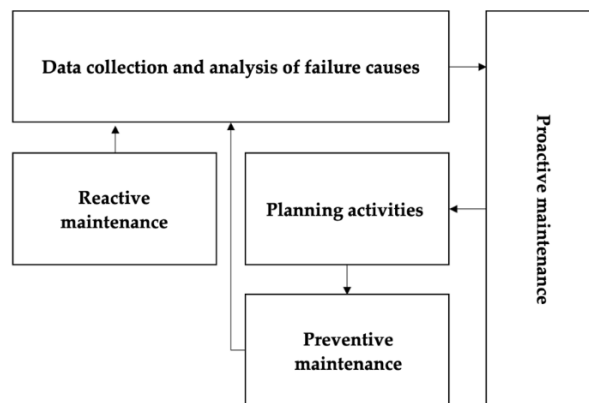 Data collection and analysis of failure causes
Proactive maintenance
Reactive
maintenance
Planning activities
Preventive
maintenance